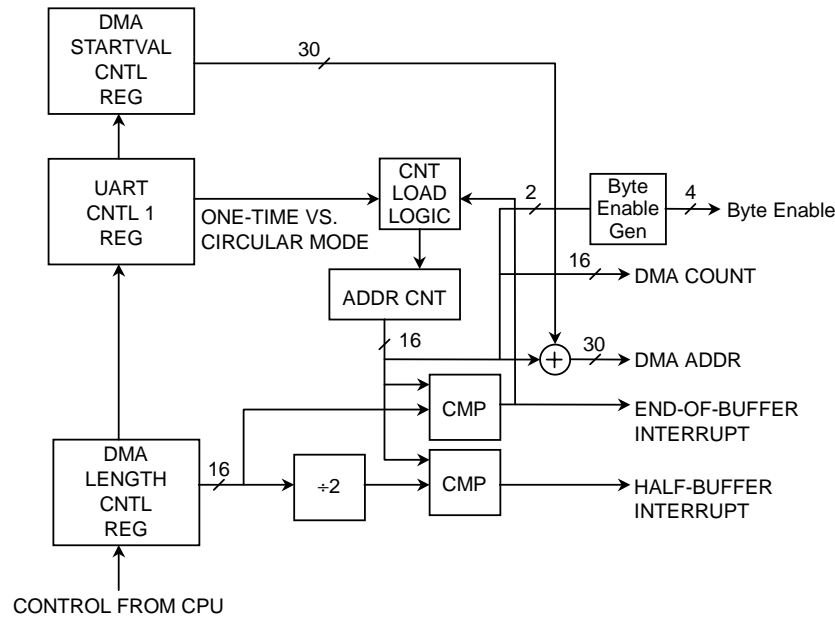 DMA
STARTVAL
CNTL
REG
30
UART
CNTL 1
REG
ONE-TIME VS.
CIRCULAR MODE
CNT
LOAD
LOGIC
2
Byte
Enable
Gen
4
Byte Enable
16
DMA COUNT
ADDR CNT
16
+
30
DMA ADDR
CMP
END-OF-BUFFER
INTERRUPT
DMA
LENGTH
CNTL
REG
16
÷2
CMP
HALF-BUFFER
INTERRUPT
CONTROL FROM CPU